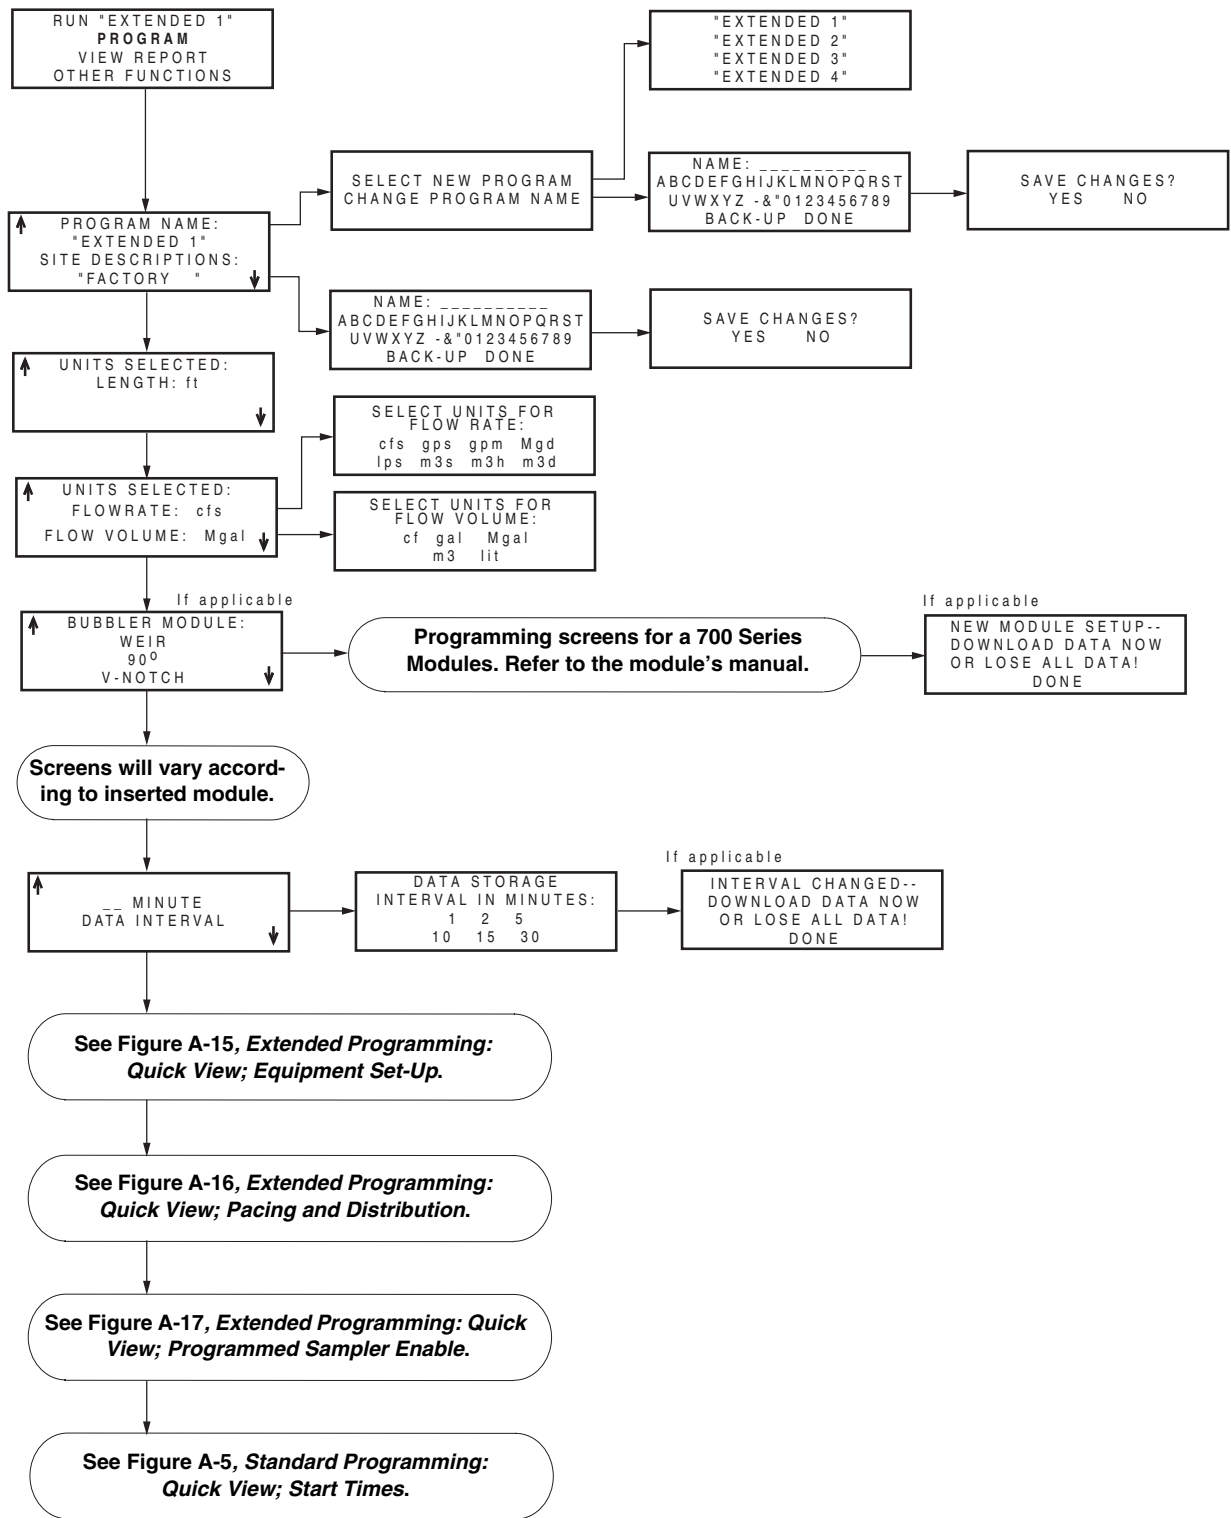 RUN "EXTENDED 1"
PROGRAM
VIEW REPORT
OTHER FUNCTIONS
"EXTENDED 1"
"EXTENDED 2"
"EXTENDED 3"
"EXTENDED 4"
SELECT NEW PROGRAM
CHANGE PROGRAM NAME
NAME: _ _ _ _ _ _ _ _ _ _
ABCDEFGHIJKLMNOPQRST
UVWXYZ -&"0123456789
BACK-UP DONE
SAVE CHANGES?
YES NO
PROGRAM NAME:
"EXTENDED 1"
SITE DESCRIPTIONS:
"FACTORY "
NAME: _ _ _ _ _ _ _ _ _ _
ABCDEFGHIJKLMNOPQRST
UVWXYZ -&"0123456789
BACK-UP DONE
SAVE CHANGES?
YES NO
UNITS SELECTED:
LENGTH: ft
SELECT UNITS FOR
FLOW RATE:
cfs gps gpm Mgd
lps m3s m3h m3d
UNITS SELECTED:
FLOWRATE: cfs
FLOW VOLUME: Mgal
SELECT UNITS FOR
FLOW VOLUME:
cf gal Mgal
m3 lit
If applicable
BUBBLER MODULE:
WEIR
90º
V-NOTCH
Programming screens for a 700 Series
Modules. Refer to the module's manual.
If applicable
NEW MODULE SETUP--
DOWNLOAD DATA NOW
OR LOSE ALL DATA!
DONE
Screens will vary accord-
ing to inserted module.
_ _ MINUTE
DATA INTERVAL
DATA STORAGE
INTERVAL IN MINUTES:
1 2 5
10 15 30
If applicable
INTERVAL CHANGED--
DOWNLOAD DATA NOW
OR LOSE ALL DATA!
DONE
See Figure A-15, Extended Programming:
Quick View; Equipment Set-Up.
See Figure A-16, Extended Programming:
Quick View; Pacing and Distribution.
See Figure A-17, Extended Programming: Quick
View; Programmed Sampler Enable.
See Figure A-5, Standard Programming:
Quick View; Start Times.